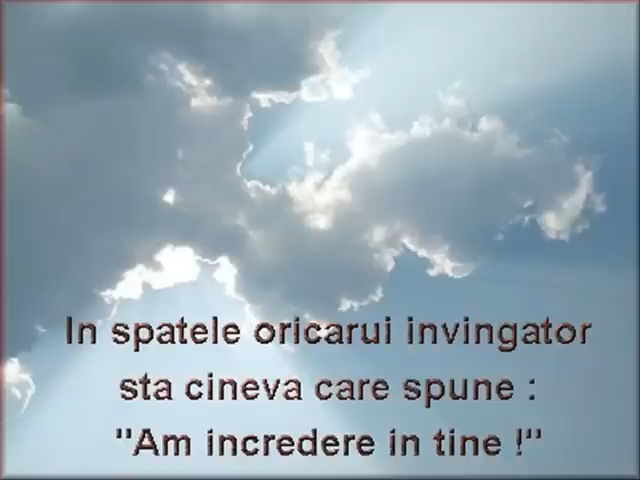 In spatele oricarui invingator
sta cineva care spune :
"Am incredere in tine !"